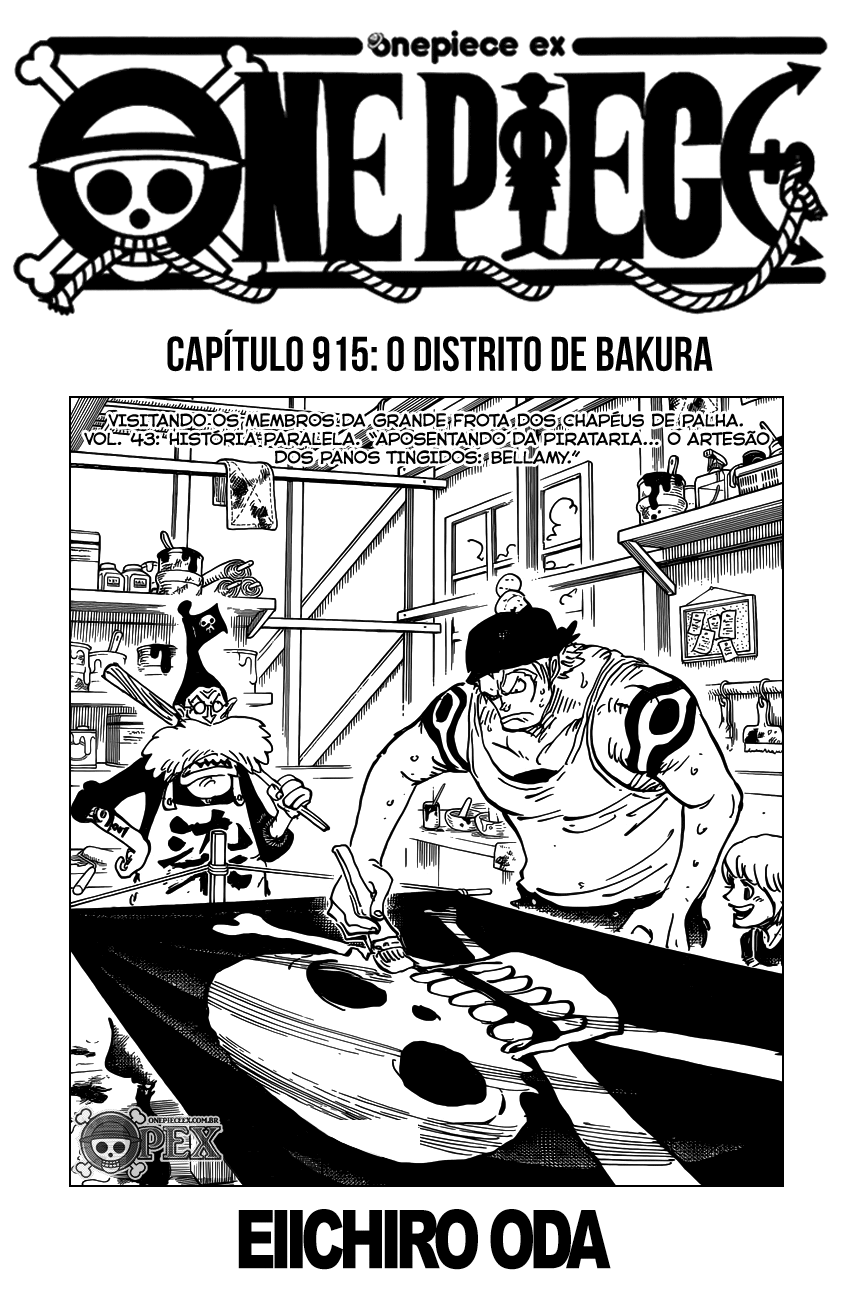 onepiece ex
ONE PIECE
CAPÍTULO 915: O DISTRITO DE BAKURA
VISITANDO OS MEMBROS DA GRANDE FROTA DOS CHAPÉUS DE PALHA.
VOL. 43: HISTÓRIA PARALELA. "APOSENTANDO DA PIRATARIA... O ARTESÃO
DOS PANOS TINGIDOS: BELLAMY."
染
ONEPIECEEX.COM.BR
OPEX
EIICHIRO ODA